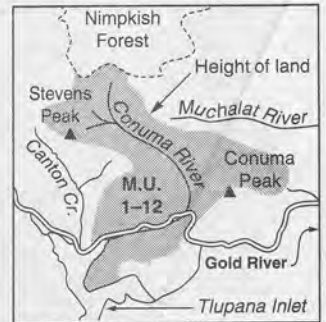 Nimpkish
Forest
Height of land
Stevens
Peak
Muchalat River
Conuma River
Canton Cr.
Conuma
Peak
M.U.
1–12
Gold River
Tlupana Inlet